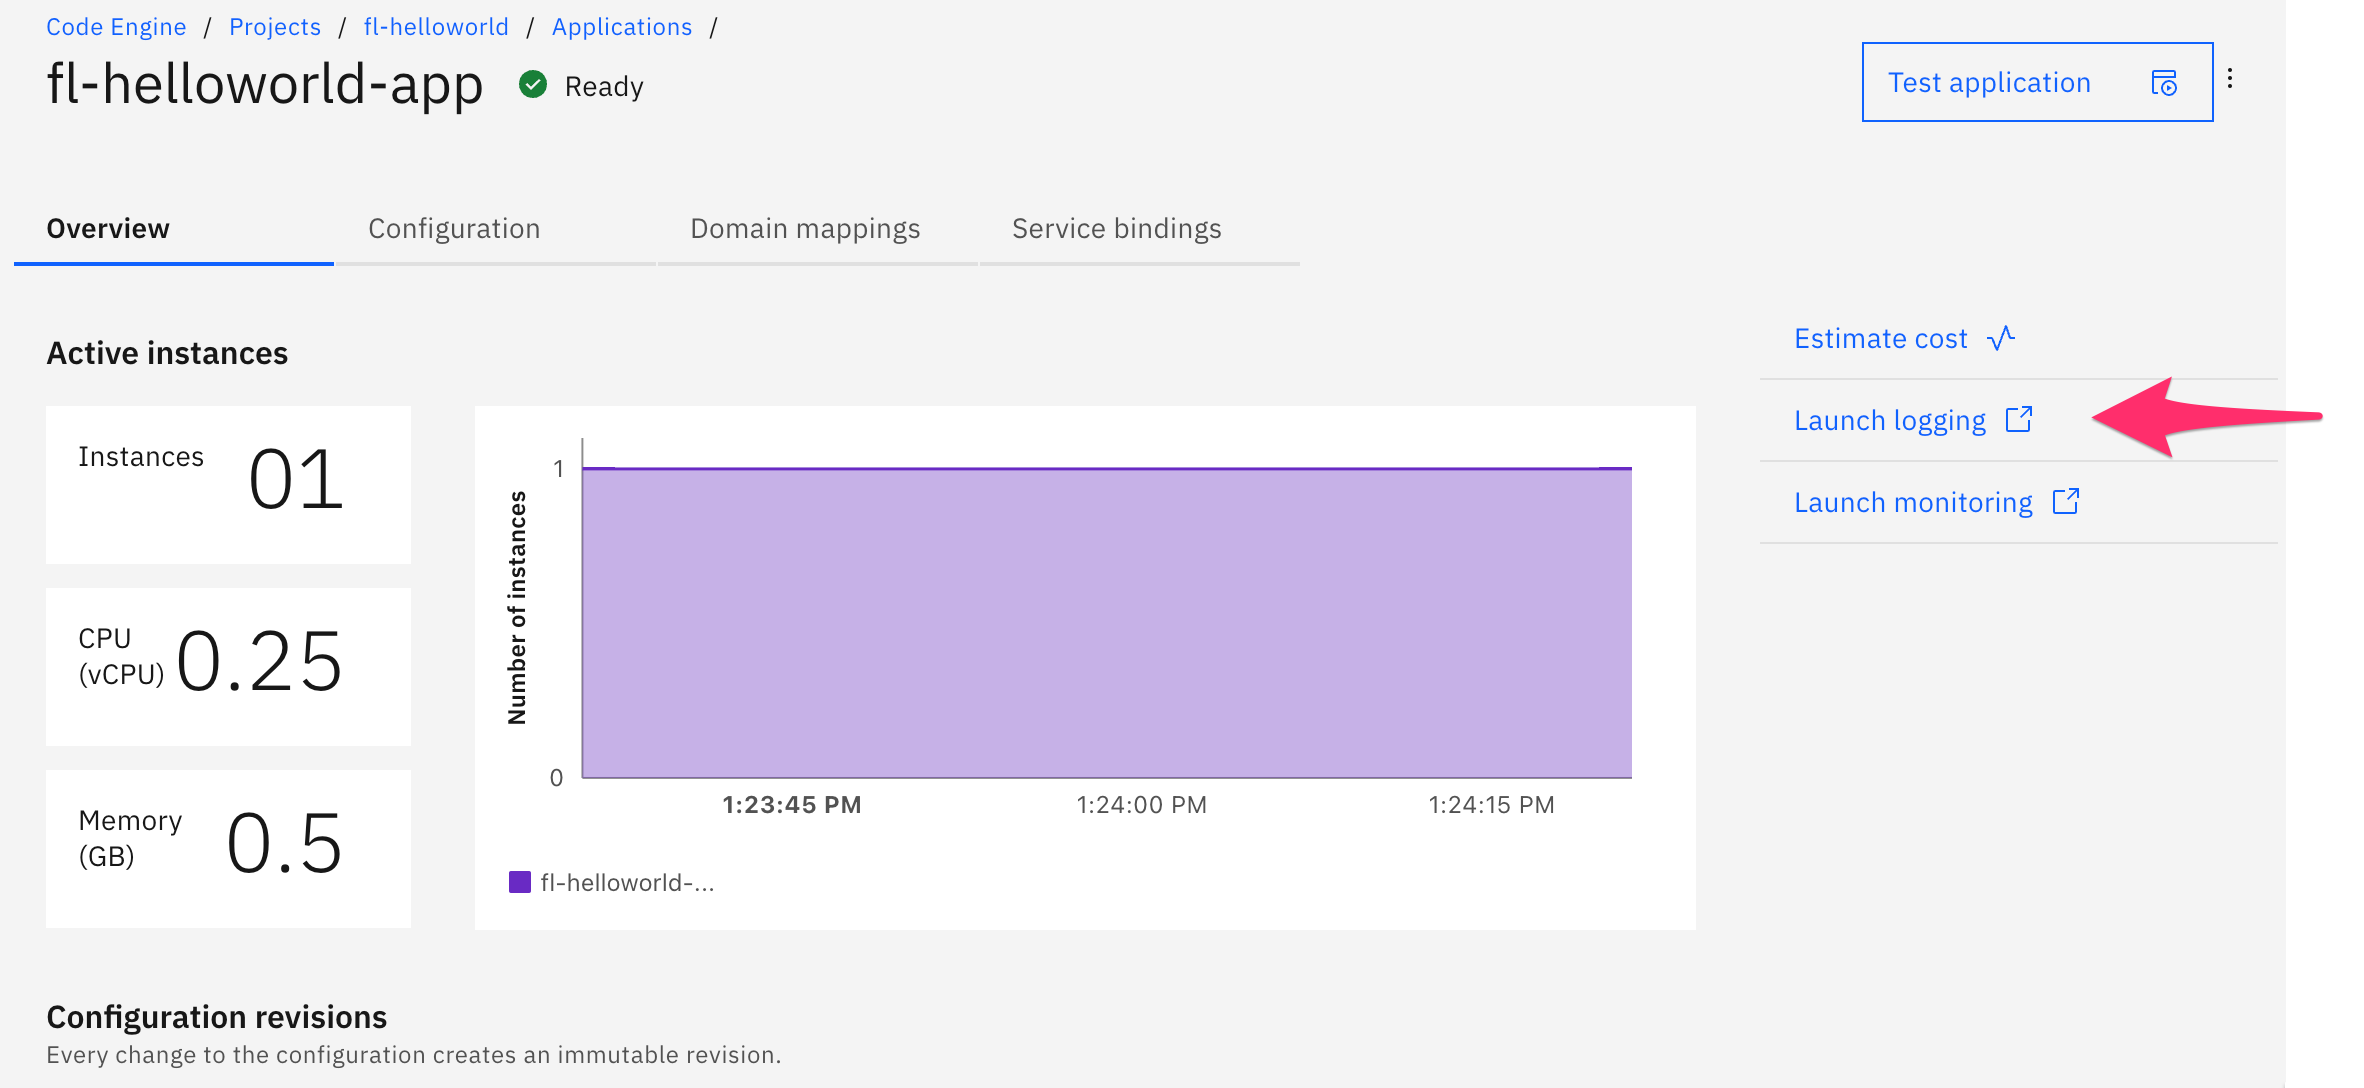 Code Engine / Projects / fl-helloworld / Applications /
fl-helloworld-app Ready
Test application
Overview Configuration Domain mappings Service bindings
Active instances
Instances 01
CPU (vCPU) 0.25
Memory (GB) 0.5
Number of instances
1
0
1:23:45 PM 1:24:00 PM 1:24:15 PM
fl-helloworld-...
Estimate cost
Launch logging
Launch monitoring
Configuration revisions
Every change to the configuration creates an immutable revision.